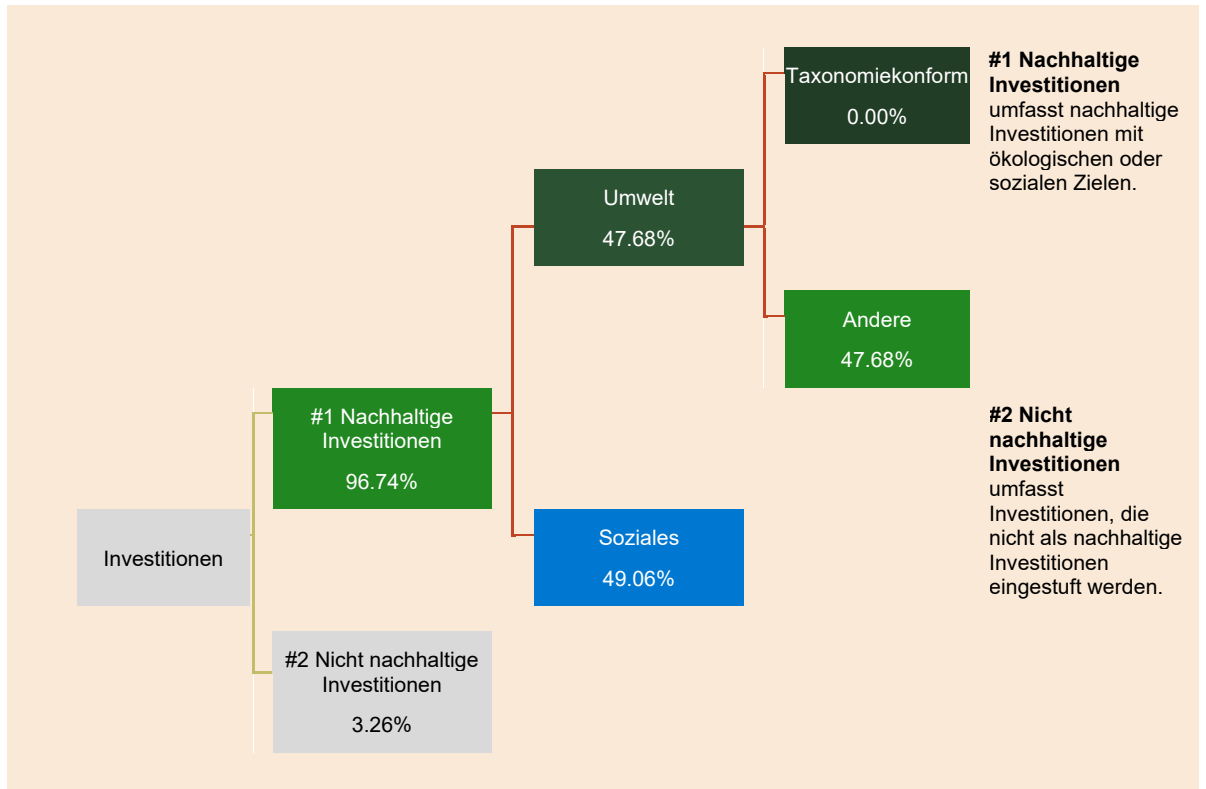 Taxonomiekonform
0.00%
Umwelt
47.68%
Andere
47.68%
#1 Nachhaltige
Investitionen
96.74%
Soziales
49.06%
Investitionen
#2 Nicht nachhaltige
Investitionen
3.26%
#1 Nachhaltige
Investitionen
umfasst nachhaltige
Investitionen mit
ökologischen oder
sozialen Zielen.
#2 Nicht
nachhaltige
Investitionen
umfasst
Investitionen, die
nicht als nachhaltige
Investitionen
eingestuft werden.